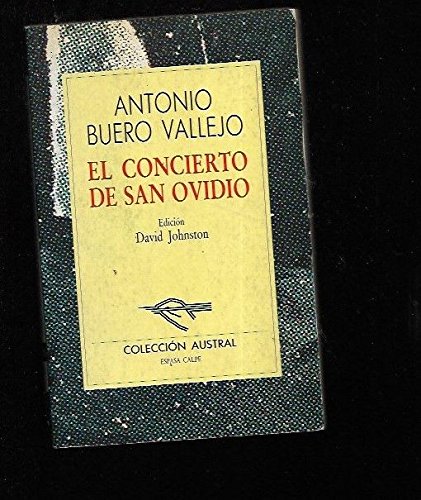 ANTONIO
BUERO VALLEJO
EL CONCIERTO
DE SAN OVIDIO
Edición
David Johnston
COLECCIÓN AUSTRAL
ESPASA CALPE